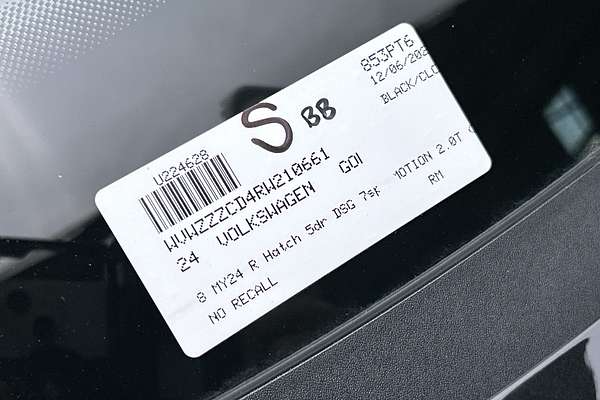 U224628
853PT6
12/06/202
BLACK/CLO
S BB
WVWZZZCD4RW210661
24 VOLKSWAGEN GOl
8 MY24 R Hatch 5dr DSG 7sp MOTION 2.0T
RM
NO RECALL